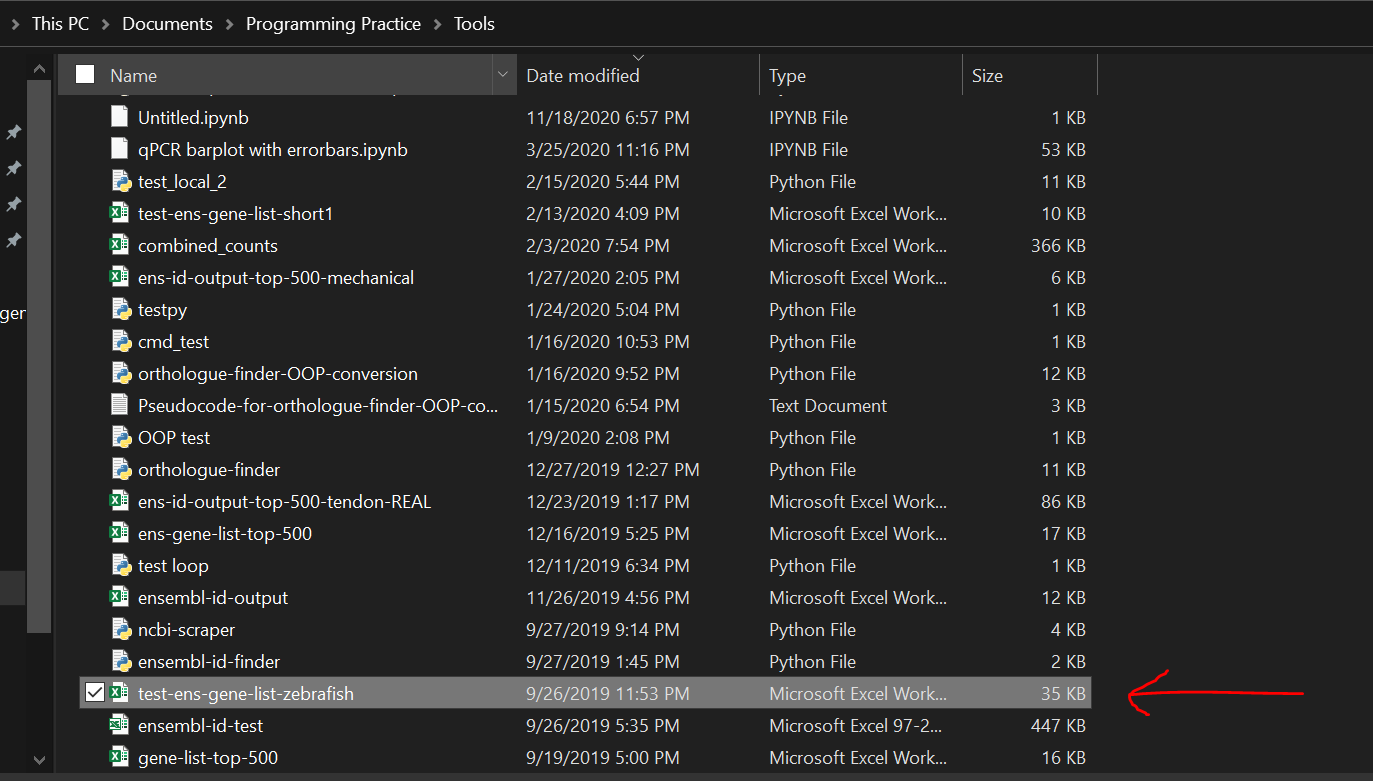 This PC > Documents > Programming Practice > Tools
Name Date modified Type Size
Untitled.ipynb 11/18/2020 6:57 PM IPYNB File 1 KB
qPCR barplot with errorbars.ipynb 3/25/2020 11:16 PM IPYNB File 53 KB
test_local_2 2/15/2020 5:44 PM Python File 11 KB
test-ens-gene-list-short1 2/13/2020 4:09 PM Microsoft Excel Work... 10 KB
combined_counts 2/3/2020 7:54 PM Microsoft Excel Work... 366 KB
ens-id-output-top-500-mechanical 1/27/2020 2:05 PM Microsoft Excel Work... 6 KB
testpy 1/24/2020 5:04 PM Python File 1 KB
cmd_test 1/16/2020 10:53 PM Python File 1 KB
ger
orthologue-finder-OOP-conversion 1/16/2020 9:52 PM Python File 12 KB
Pseudocode-for-orthologue-finder-OOP-co... 1/15/2020 6:54 PM Text Document 3 KB
OOP test 1/9/2020 2:08 PM Python File 1 KB
orthologue-finder 12/27/2019 12:27 PM Python File 11 KB
ens-id-output-top-500-tendon-REAL 12/23/2019 1:17 PM Microsoft Excel Work... 86 KB
ens-gene-list-top-500 12/16/2019 5:25 PM Microsoft Excel Work... 17 KB
test loop 12/11/2019 6:34 PM Python File 1 KB
ensembl-id-output 11/26/2019 4:56 PM Microsoft Excel Work... 12 KB
ncbi-scraper 9/27/2019 9:14 PM Python File 4 KB
ensembl-id-finder 9/27/2019 1:45 PM Python File 2 KB
test-ens-gene-list-zebrafish 9/26/2019 11:53 PM Microsoft Excel Work... 35 KB
ensembl-id-test 9/26/2019 5:35 PM Microsoft Excel 97-2... 447 KB
gene-list-top-500 9/19/2019 5:00 PM Microsoft Excel Work... 16 KB